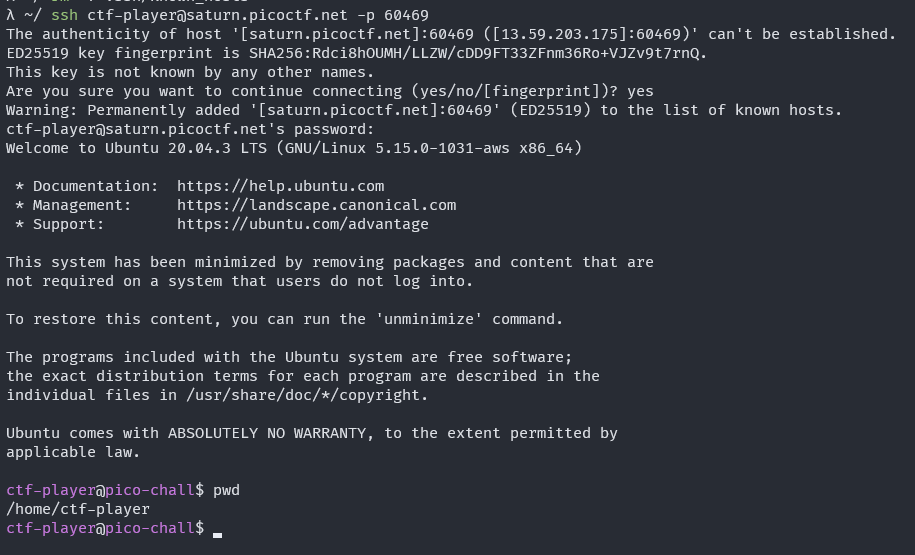 λ ~/ ssh ctf-player@saturn.picoctf.net -p 60469
The authenticity of host '[saturn.picoctf.net]:60469 ([13.59.203.175]:60469)' can't be established.
ED25519 key fingerprint is SHA256:Rdci8hOUMH/LLZW/cDD9FT33ZFnm36Ro+VJZv9t7rnQ.
This key is not known by any other names.
Are you sure you want to continue connecting (yes/no/[fingerprint])? yes
Warning: Permanently added '[saturn.picoctf.net]:60469' (ED25519) to the list of known hosts.
ctf-player@saturn.picoctf.net's password:
Welcome to Ubuntu 20.04.3 LTS (GNU/Linux 5.15.0-1031-aws x86_64)
* Documentation: https://help.ubuntu.com
* Management: https://landscape.canonical.com
* Support: https://ubuntu.com/advantage
This system has been minimized by removing packages and content that are
not required on a system that users do not log into.
To restore this content, you can run the 'unminimize' command.
The programs included with the Ubuntu system are free software;
the exact distribution terms for each program are described in the
individual files in /usr/share/doc/*/copyright.
Ubuntu comes with ABSOLUTELY NO WARRANTY, to the extent permitted by
applicable law.
ctf-player@pico-chall$ pwd
/home/ctf-player
ctf-player@pico-chall$